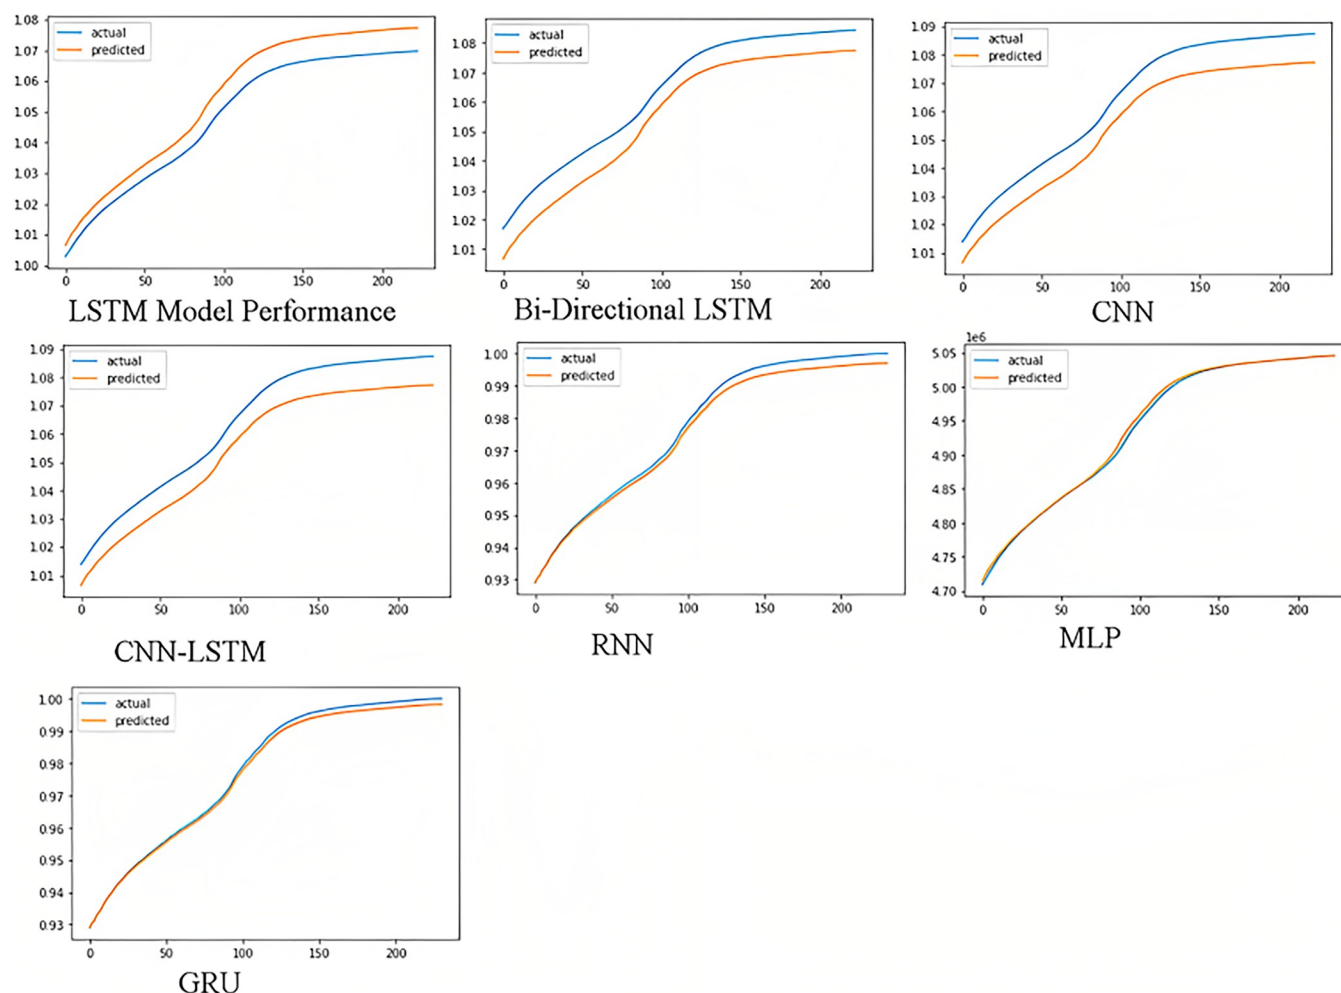 1.08
1.07
1.06
1.05
1.04
1.03
1.02
1.01
1.00
actual
predicted
0 50 100 150 200
LSTM Model Performance
1.08
1.07
1.06
1.05
1.04
1.03
1.02
1.01
actual
predicted
0 50 100 150 200
Bi-Directional LSTM
1.09
1.08
1.07
1.06
1.05
1.04
1.03
1.02
1.01
actual
predicted
0 50 100 150 200
CNN
1.09
1.08
1.07
1.06
1.05
1.04
1.03
1.02
1.01
actual
predicted
0 50 100 150 200
CNN-LSTM
1.00
0.99
0.98
0.97
0.96
0.95
0.94
0.93
actual
predicted
0 50 100 150 200
RNN
1e6
5.05
5.00
4.95
4.90
4.85
4.80
4.75
4.70
actual
predicted
0 50 100 150 200
MLP
1.00
0.99
0.98
0.97
0.96
0.95
0.94
0.93
actual
predicted
0 50 100 150 200
GRU